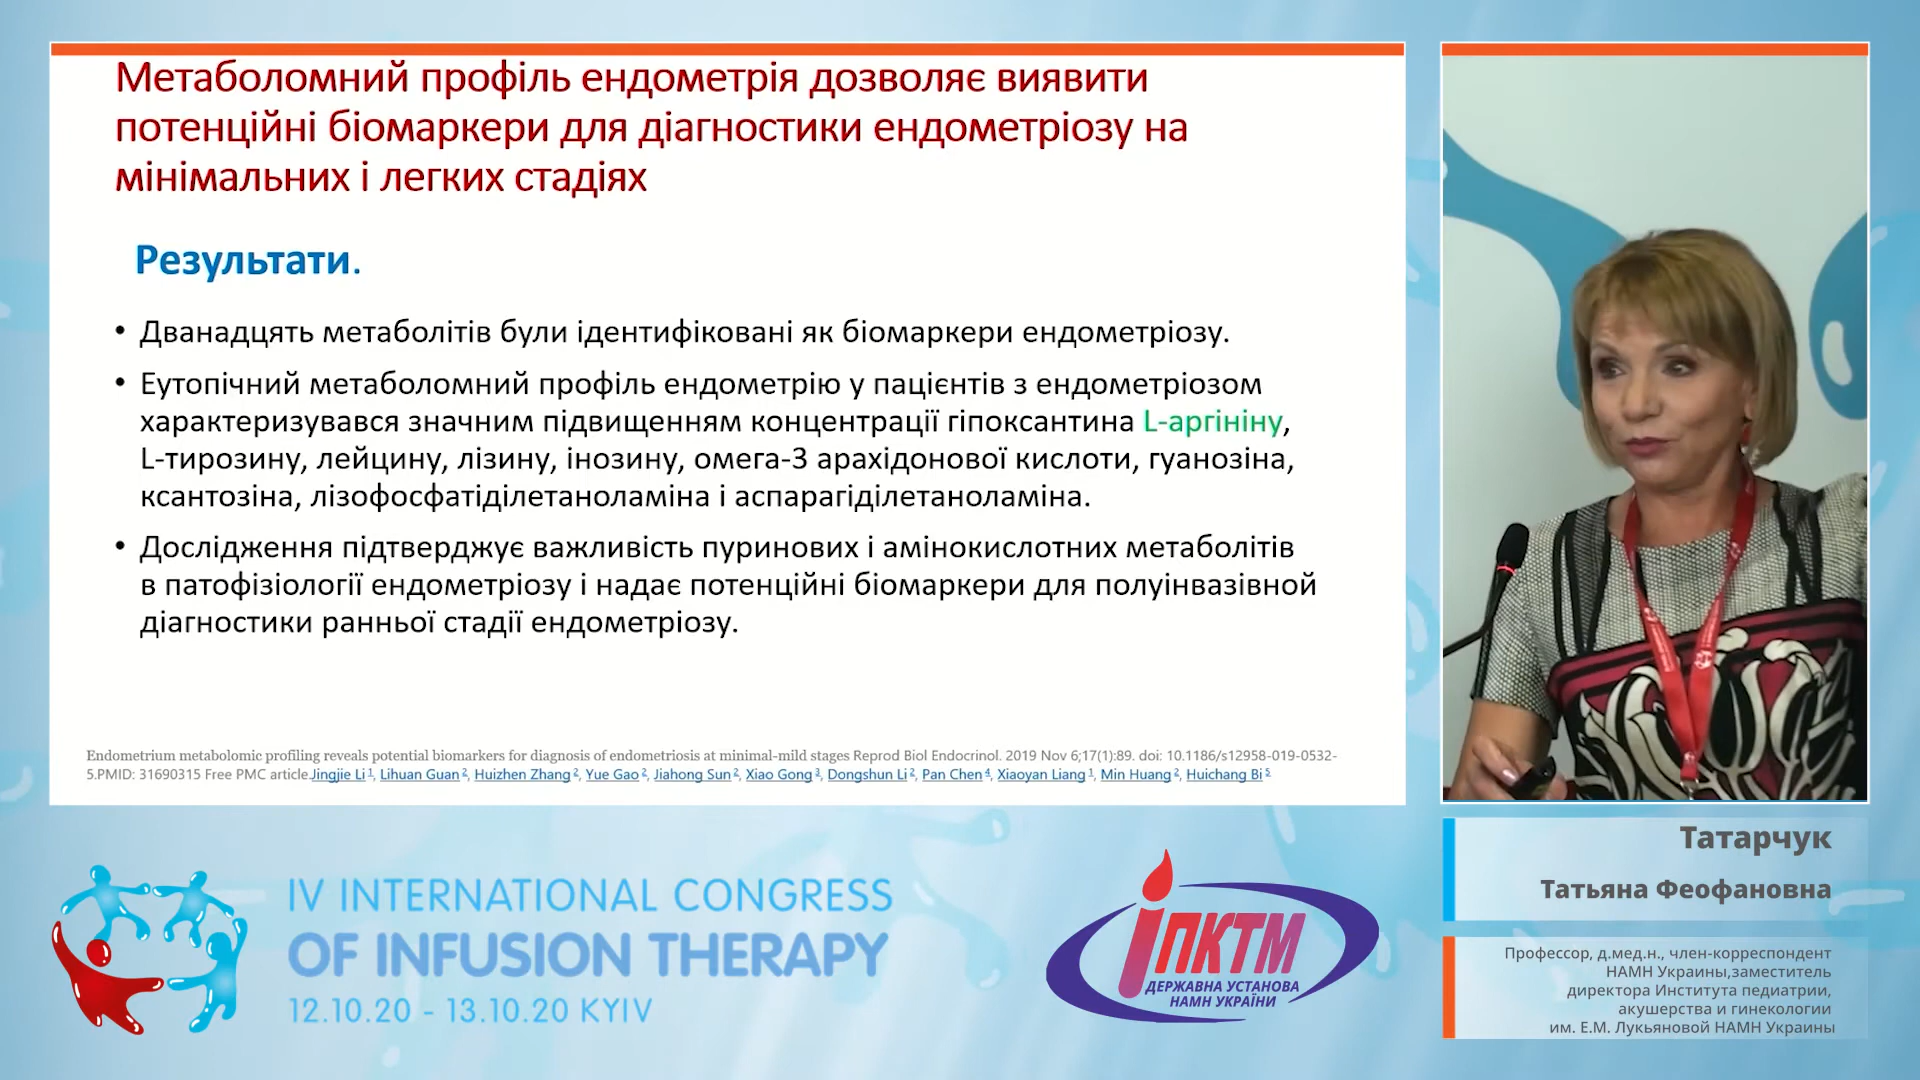 Метаболомний профіль ендометрія дозволяє виявити
потенційні біомаркери для діагностики ендометріозу на
мінімальних і легких стадіях
Результати.
• Дванадцять метаболітів були ідентифіковані як біомаркери ендометріозу.
• Еутопічний метаболомний профіль ендометрію у пацієнтів з ендометріозом
характеризувався значним підвищенням концентрації гіпоксантина L-аргініну,
L-тирозину, лейцину, лізину, інозину, омега-3 арахідонової кислоти, гуанозіна,
ксантозіна, лізофосфатіділетаноламіна і аспарагіділетаноламіна.
• Дослідження підтверджує важливість пуринових і амінокислотних метаболітів
в патофізіології ендометріозу і надає потенційні біомаркери для полуінвазівной
діагностики ранньої стадії ендометріозу.
Endometrium metabolomic profiling reveals potential biomarkers for diagnosis of endometriosis at minimal-mild stages Reprod Biol Endocrinol. 2019 Nov 6;17(1):89. doi: 10.1186/s12958-019-0532-
5.PMID: 31690315 Free PMC article.Jingjie Li 1, Lihuan Guan 2, Huizhen Zhang 2, Yue Gao 2, Jiahong Sun 2, Xiao Gong 3, Dongshun Li 2, Pan Chen 4, Xiaoyan Liang 1, Min Huang 2, Huichang Bi 5
IV INTERNATIONAL CONGRESS
OF INFUSION THERAPY
12.10.20 - 13.10.20 KYIV
ІПКТМ
ДЕРЖАВНА УСТАНОВА
НАМН УКРАЇНИ
Татарчук
Татьяна Феофановна
Профессор, д.мед.н., член-корреспондент
НАМН Украины,заместитель
директора Института педиатрии,
акушерства и гинекологии
им. Е.М. Лукьяновой НАМН Украины